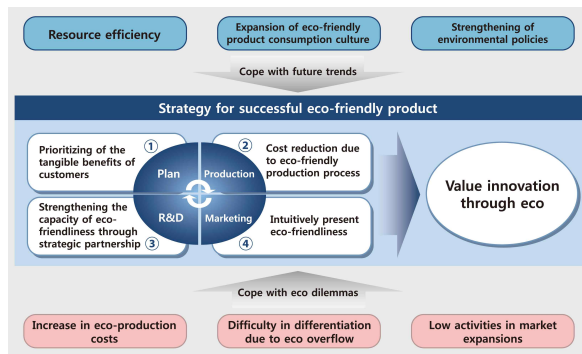 Resource efficiency
Expansion of eco-friendly
product consumption culture
Strengthening of
environmental policies
Cope with future trends
Strategy for successful eco-friendly product
Prioritizing of the
tangible benefits of
customers
1
Plan
2
Production
Cost reduction due
to eco-friendly
production process
Strengthening the
capacity of eco-
friendliness through
strategic partnership
3
R&D
Marketing
4
Intuitively present
eco-friendliness
Value innovation
through eco
Cope with eco dilemmas
Increase in eco-production
costs
Difficulty in differentiation
due to eco overflow
Low activities in market
expansions